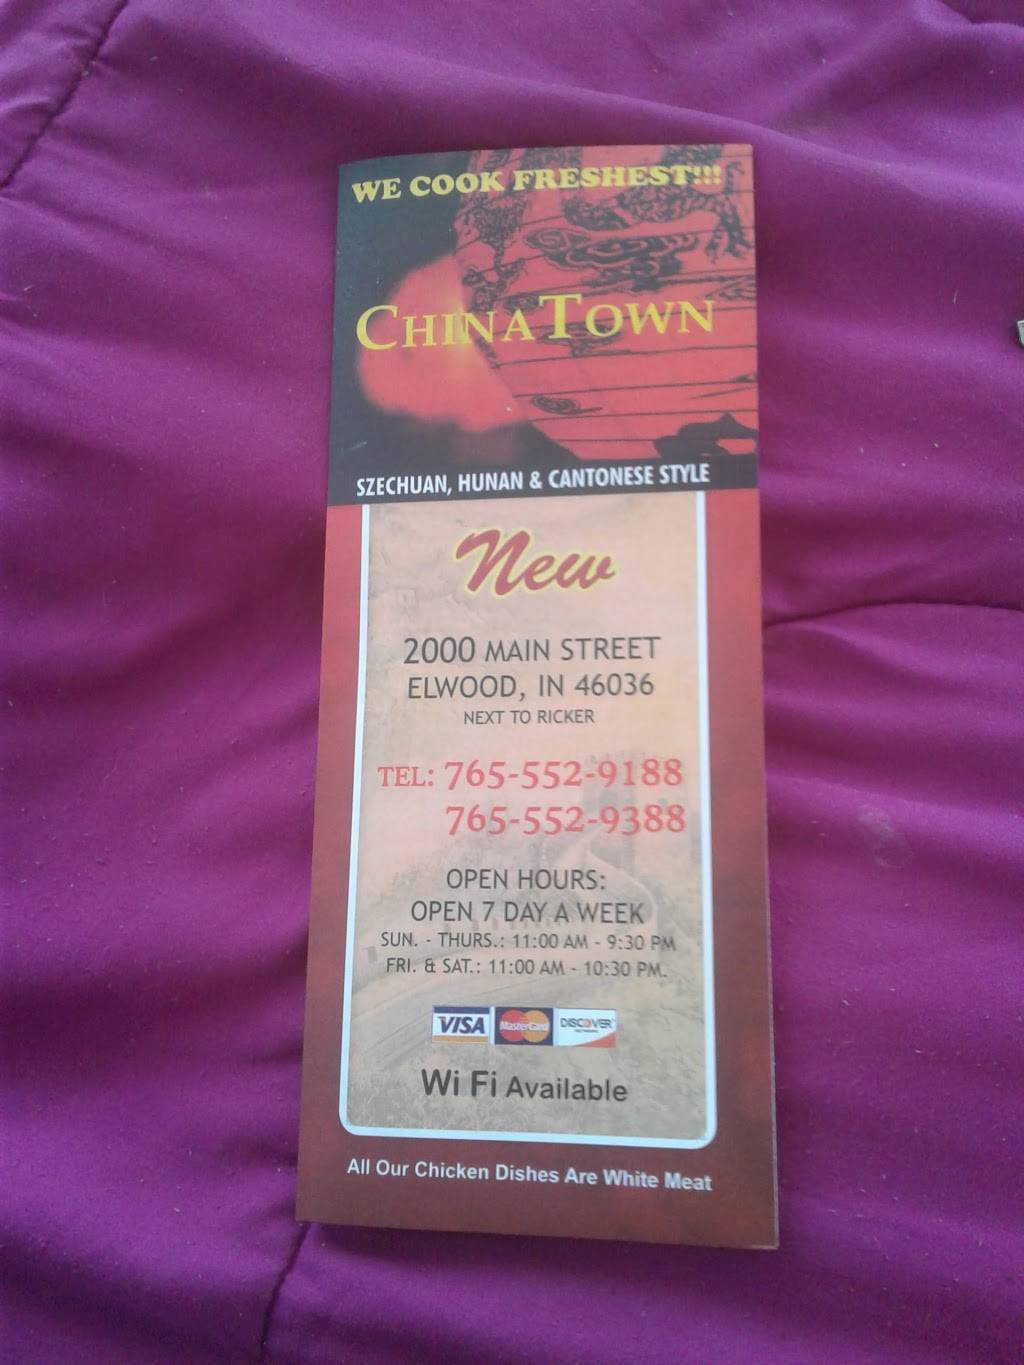 WE COOK FRESHEST!!!
CHINATOWN
SZECHUAN, HUNAN & CANTONESE STYLE
New
2000 MAIN STREET
ELWOOD, IN 46036
NEXT TO RICKER
TEL: 765-552-9188
765-552-9388
OPEN HOURS:
OPEN 7 DAY A WEEK
SUN. - THURS.: 11:00 AM - 9:30 PM
FRI. & SAT.: 11:00 AM - 10:30 PM.
VISA MasterCard DISCOVER
Wi Fi Available
All Our Chicken Dishes Are White Meat